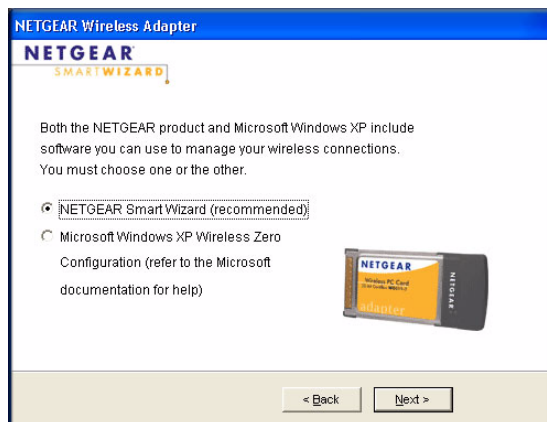 NETGEAR Wireless Adapter
NETGEAR
SMARTWIZARD
Both the NETGEAR product and Microsoft Windows XP include
software you can use to manage your wireless connections.
You must choose one or the other.
NETGEAR Smart Wizard (recommended)
Microsoft Windows XP Wireless Zero
Configuration (refer to the Microsoft
documentation for help)
NETGEAR
Wireless PC Card
NETGEAR
adapter
< Back
Next >